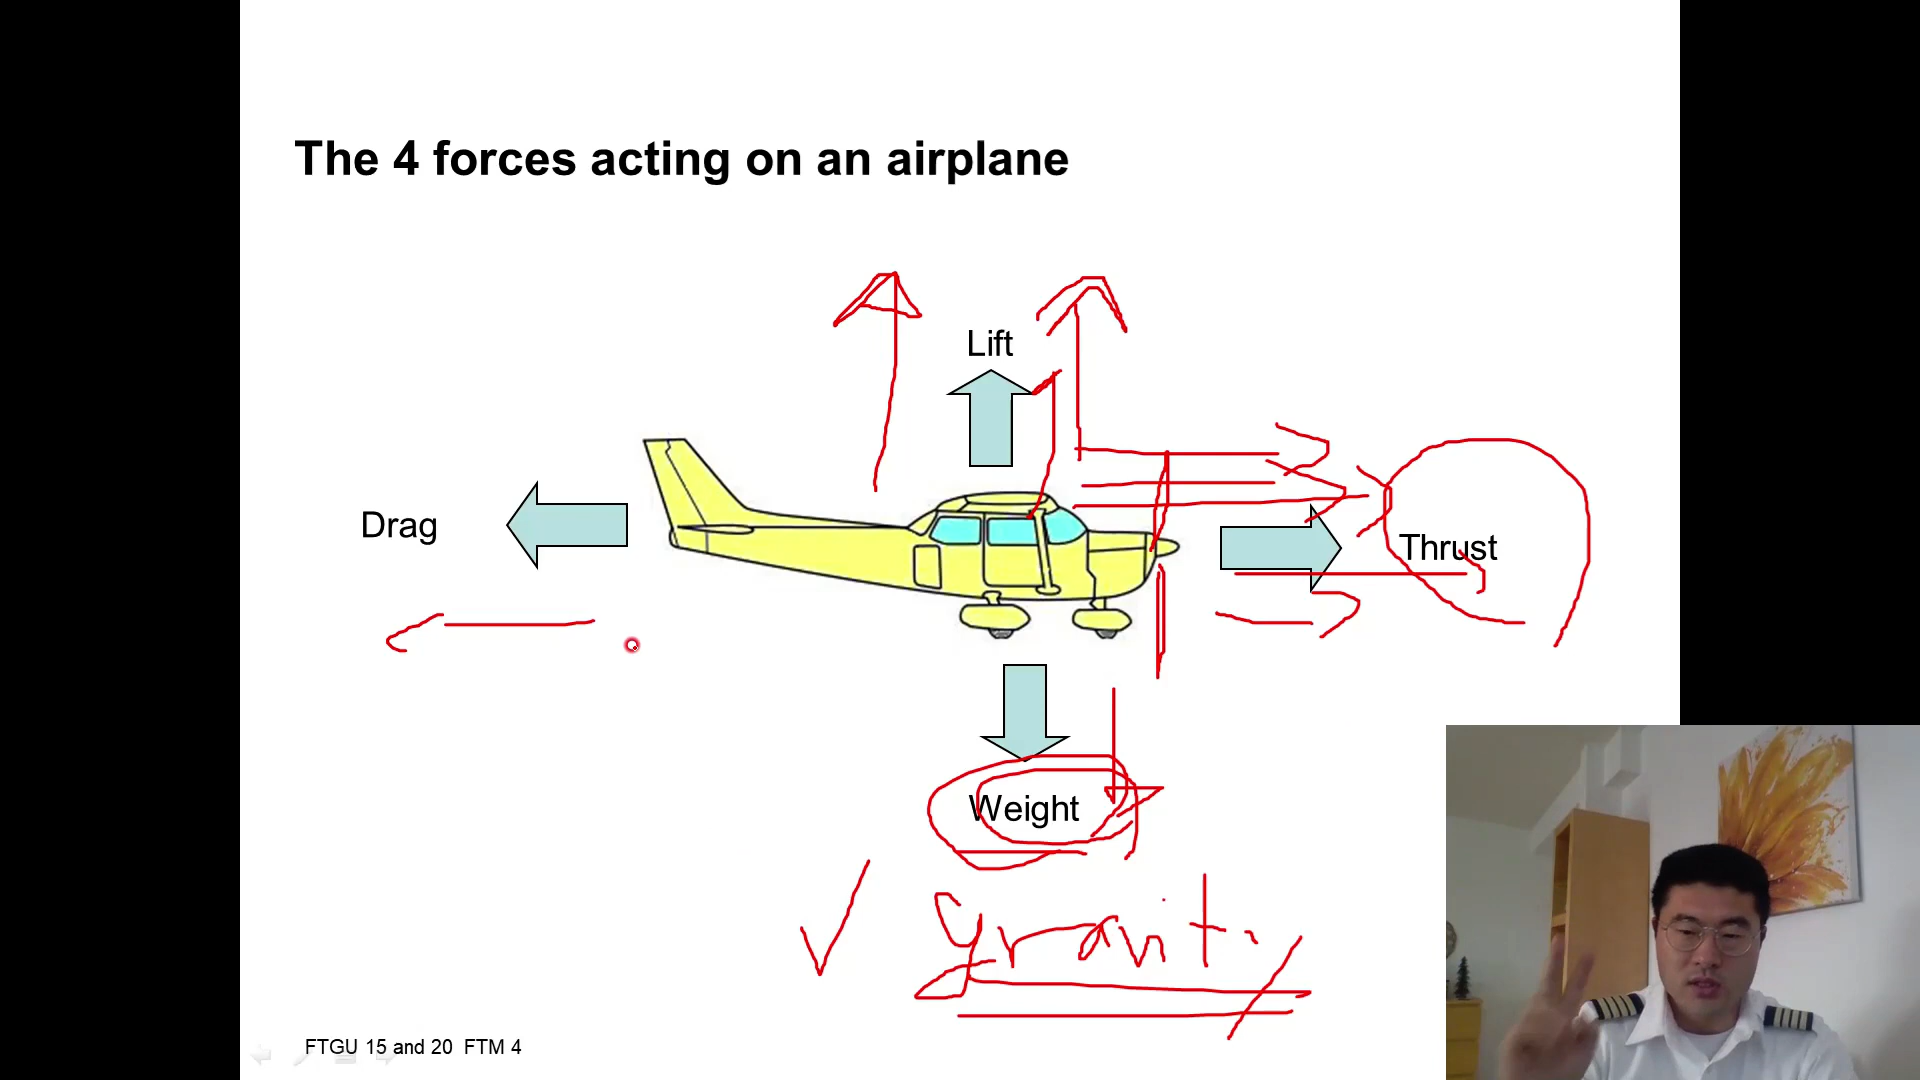 The 4 forces acting on an airplane
Lift
Drag
Thrust
Weight
gravity
FTGU 15 and 20 FTM 4